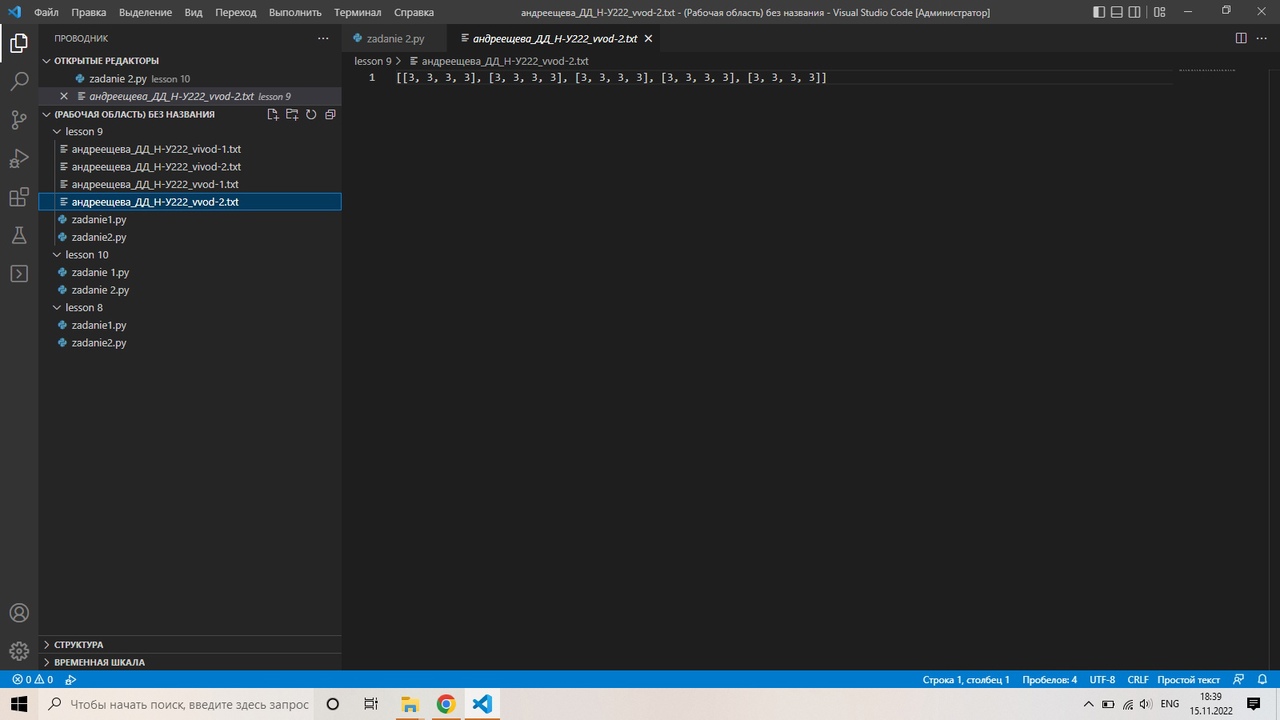 Файл Правка Выделение Вид Переход Выполнить Терминал Справка
андреещева_ДД_Н-У222_vvod-2.txt - (Рабочая область) без названия - Visual Studio Code [Администратор]
ПРОВОДНИК
zadanie 2.py
андреещева_ДД_Н-У222_vvod-2.txt
ОТКРЫТЫЕ РЕДАКТОРЫ
zadanie 2.py lesson 10
андреещева_ДД_Н-У222_vvod-2.txt lesson 9
lesson 9 > андреещева_ДД_Н-У222_vvod-2.txt
1 [[3, 3, 3, 3], [3, 3, 3, 3], [3, 3, 3, 3], [3, 3, 3, 3], [3, 3, 3, 3]]
(РАБОЧАЯ ОБЛАСТЬ) БЕЗ НАЗВАНИЯ
lesson 9
андреещева_ДД_Н-У222_vivod-1.txt
андреещева_ДД_Н-У222_vivod-2.txt
андреещева_ДД_Н-У222_vvod-1.txt
андреещева_ДД_Н-У222_vvod-2.txt
zadanie1.py
zadanie2.py
lesson 10
zadanie 1.py
zadanie 2.py
lesson 8
zadanie1.py
zadanie2.py
СТРУКТУРА
ВРЕМЕННАЯ ШКАЛА
0 0
Строка 1, столбец 1 Пробелов: 4 UTF-8 CRLF Простой текст
Чтобы начать поиск, введите здесь запрос
ENG
18:39
15.11.2022